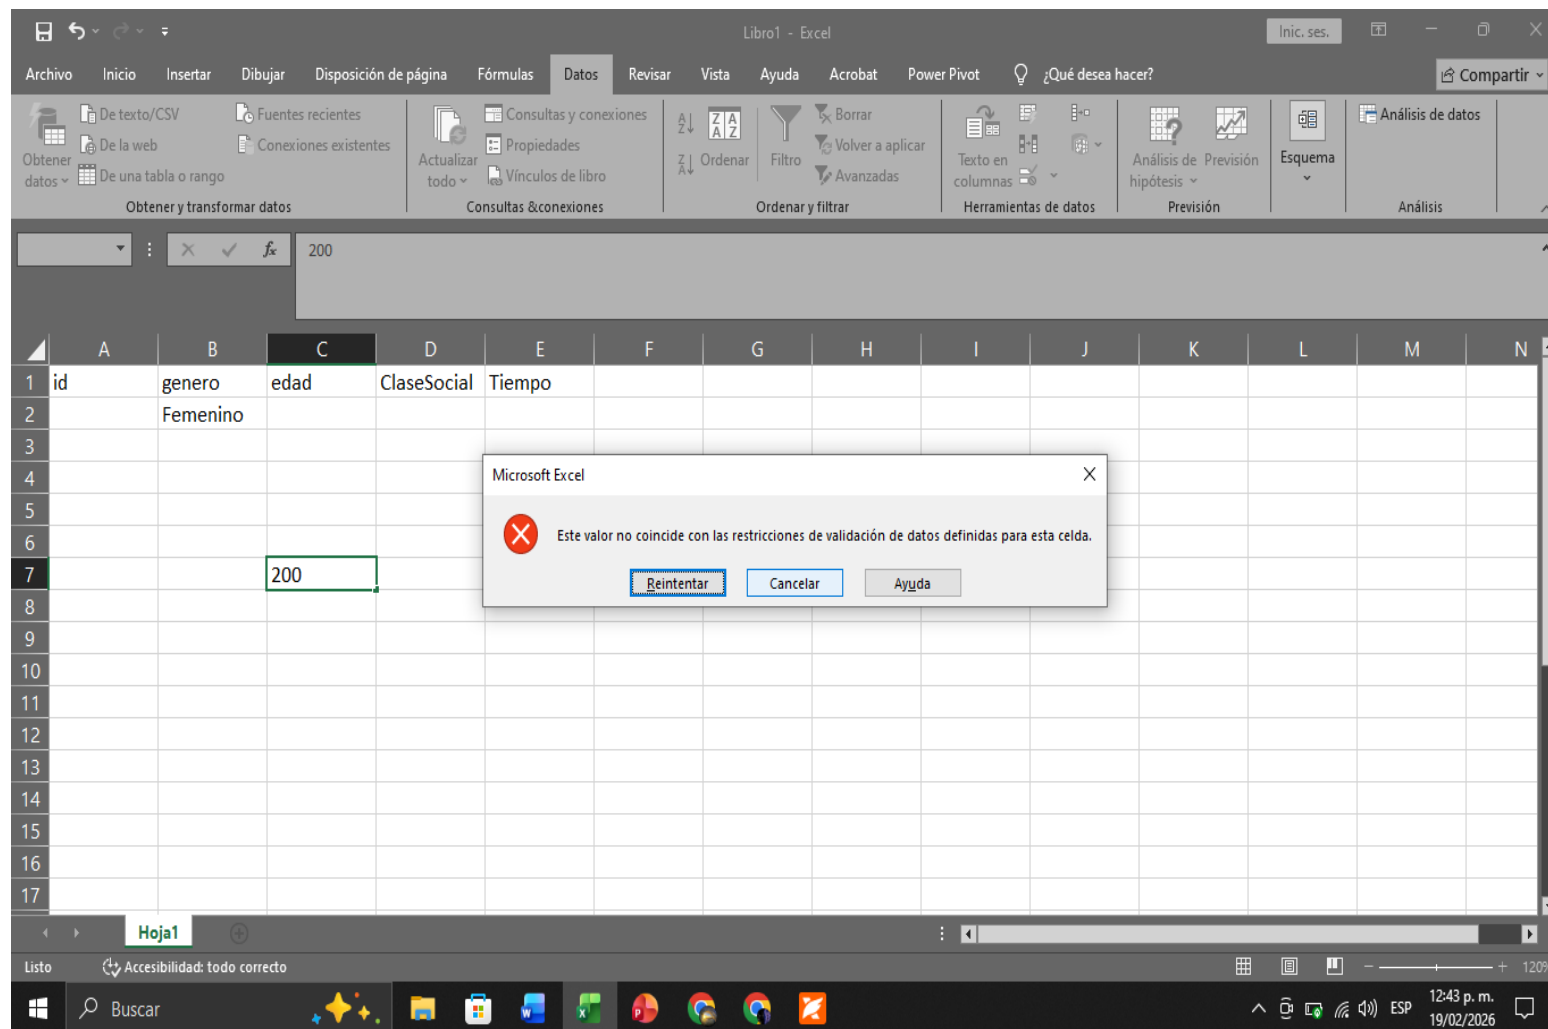 Libro1 - Excel
Inic. ses.
Archivo Inicio Insertar Dibujar Disposición de página Fórmulas Datos Revisar Vista Ayuda Acrobat Power Pivot ¿Qué desea hacer? Compartir
Obtener datos
De texto/CSV
De la web
De una tabla o rango
Fuentes recientes
Conexiones existentes
Obtener y transformar datos
Actualizar todo
Consultas y conexiones
Propiedades
Vínculos de libro
Consultas &conexiones
Ordenar
Filtro
Borrar
Volver a aplicar
Avanzadas
Ordenar y filtrar
Texto en columnas
Herramientas de datos
Análisis de hipótesis
Previsión
Previsión
Esquema
Análisis de datos
Análisis
fx 200
A B C D E F G H I J K L M N
1 id genero edad ClaseSocial Tiempo
2 Femenino
3
4
5
6
7 200
8
9
10
11
12
13
14
15
16
17
Microsoft Excel
Este valor no coincide con las restricciones de validación de datos definidas para esta celda.
Reintentar Cancelar Ayuda
Hoja1
Listo Accesibilidad: todo correcto 120%
Buscar
ESP
12:43 p. m.
19/02/2026